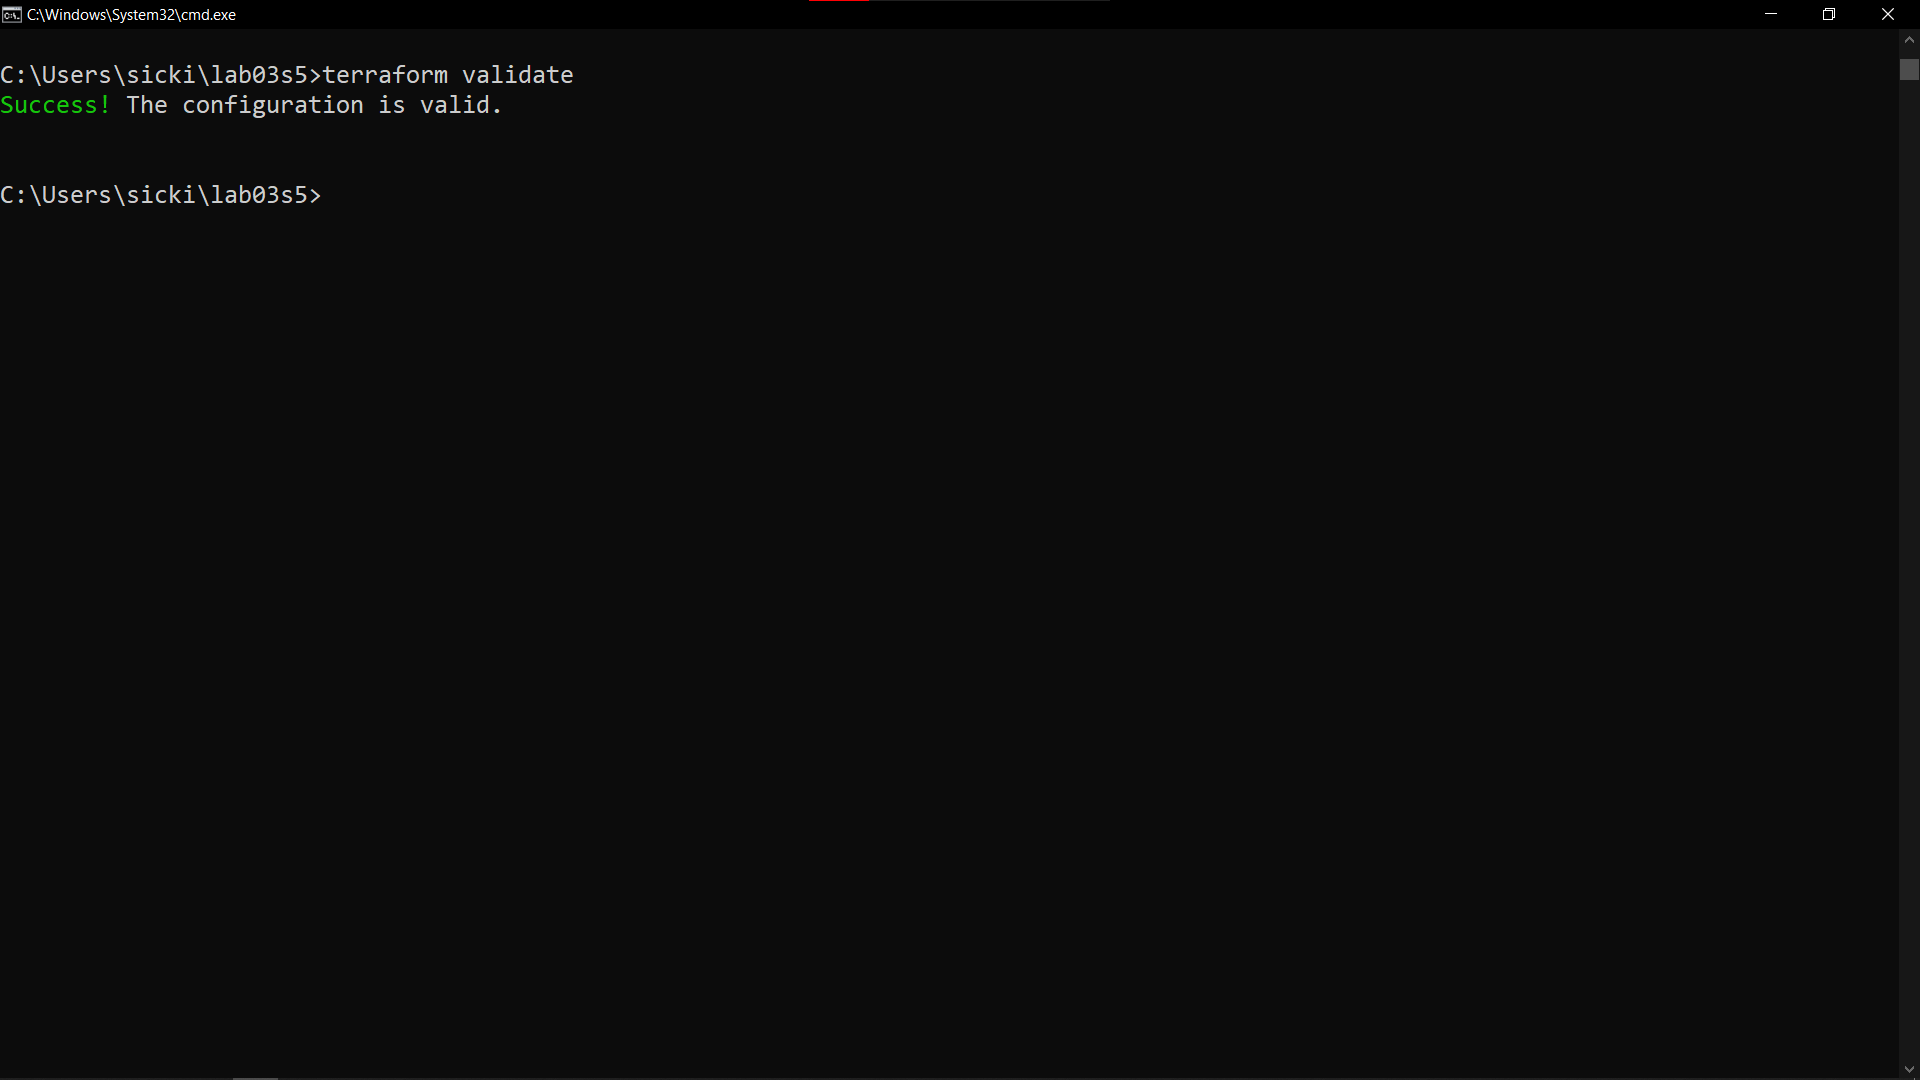 C:\Windows\System32\cmd.exe
C:\Users\sicki\lab03s5>terraform validate
Success! The configuration is valid.
C:\Users\sicki\lab03s5>